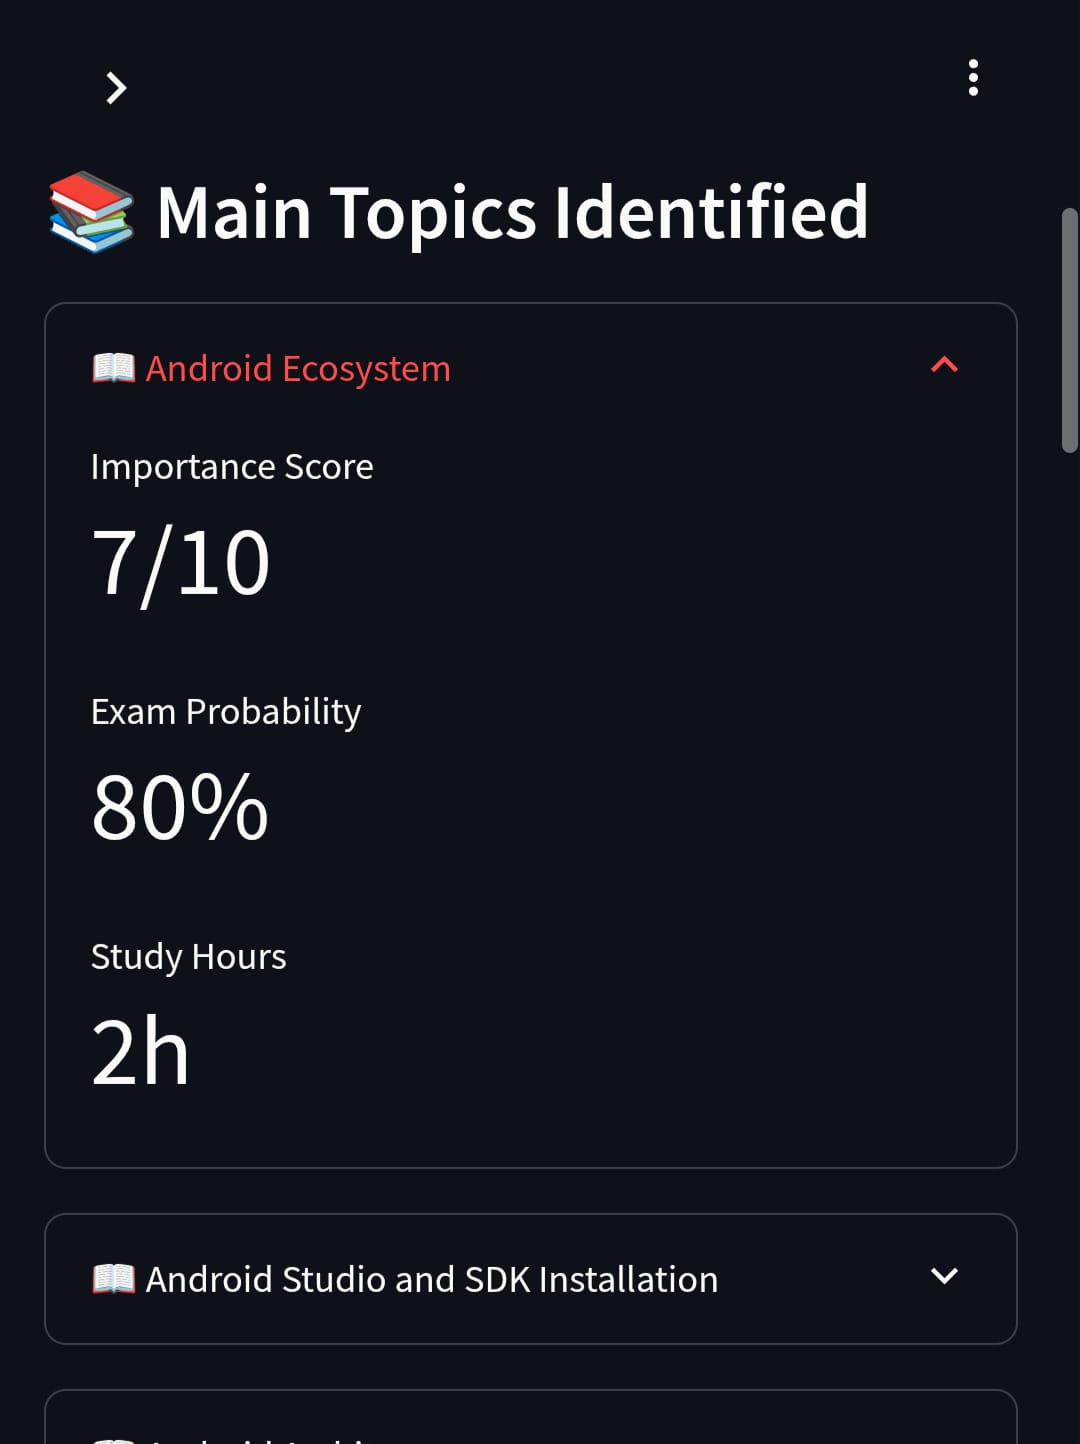 Main Topics Identified
Android Ecosystem
Importance Score
7/10
Exam Probability
80%
Study Hours
2h
Android Studio and SDK Installation